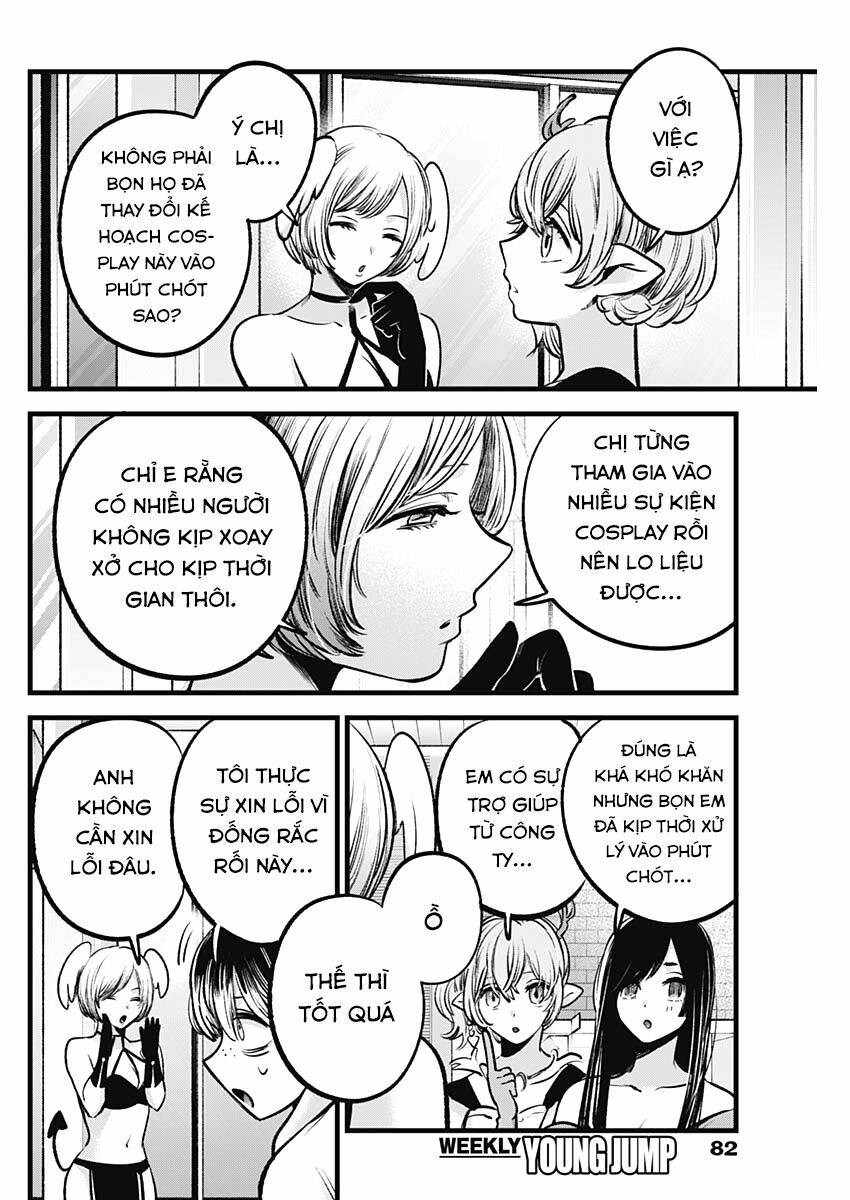 VỚI
VIỆC
GÌ Ạ?
Ý CHỊ
LÀ...
KHÔNG PHẢI
BỌN HỌ ĐÃ
THAY ĐỔI KẾ
HOẠCH COS-
PLAY NÀY VÀO
PHÚT CHÓT
SAO?
CHỊ TỪNG
THAM GIA VÀO
NHIỀU SỰ KIỆN
COSPLAY RỒI
NÊN LO LIỆU
ĐƯỢC...
CHỈ E RẰNG
CÓ NHIỀU NGƯỜI
KHÔNG KỊP XOAY
XỞ CHO KỊP THỜI
GIAN THÔI.
ĐÚNG LÀ
KHÁ KHÓ KHĂN
NHƯNG BỌN EM
ĐÃ KỊP THỜI XỬ
LÝ VÀO PHÚT
CHÓT...
EM CÓ SỰ
TRỢ GIÚP
TỪ CÔNG
TY...
Ồ
THẾ THÌ
TỐT QUÁ
TÔI THỰC
SỰ XIN LỖI VÌ
ĐỐNG RẮC
RỐI NÀY...
ANH
KHÔNG
CẦN XIN
LỖI ĐÂU.
WEEKLY YOUNG JUMP 82